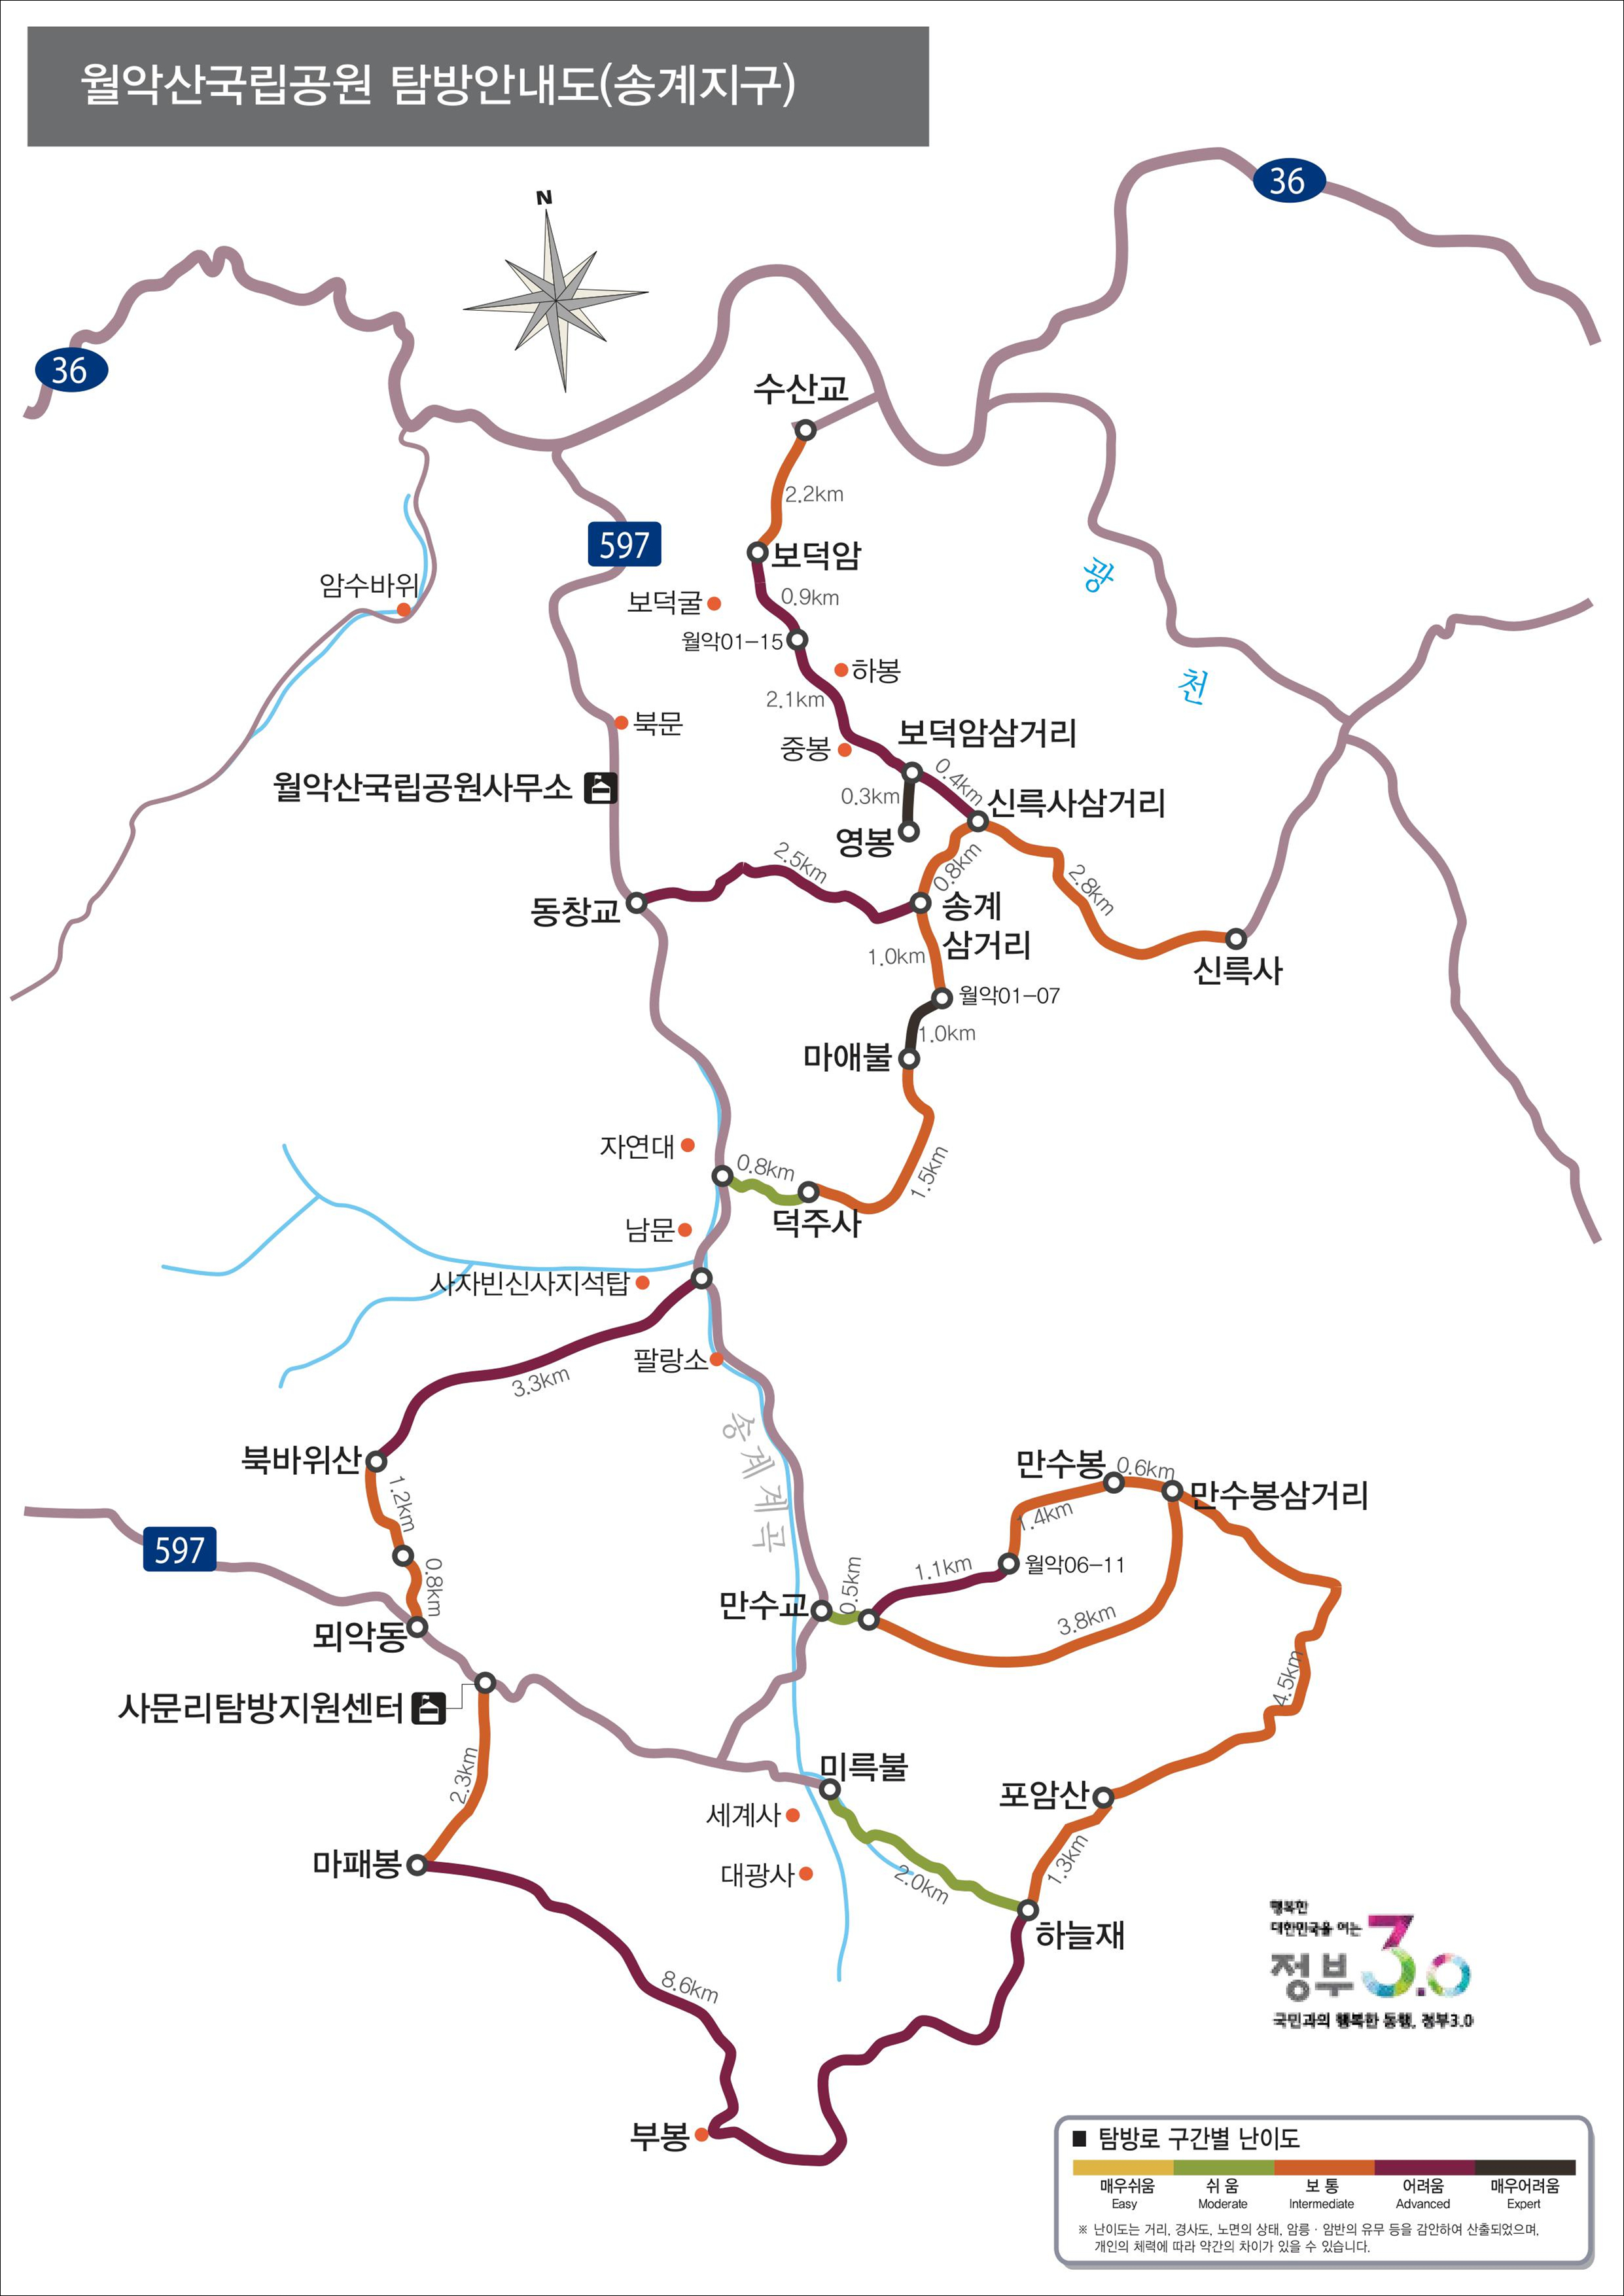 월악산국립공원 탐방안내도(송계지구)
N
36
36
수산교
2.2km
597
보덕암
광
암수바위
보덕굴
0.9km
월악01-15
하봉
천
2.1km
북문
중봉
보덕암삼거리
월악산국립공원사무소
0.3km
0.4km
신륵사삼거리
영봉
2.5km
0.8km
2.8km
동창교
송계
삼거리
1.0km
신륵사
월악01-07
1.0km
마애불
자연대
0.8km
1.5km
남문
덕주사
사자빈신사지석탑
팔랑소
3.3km
송계계곡
북바위산
만수봉
0.6km
만수봉삼거리
1.2km
1.4km
597
0.8km
0.5km
1.1km
월악06-11
만수교
3.8km
뫼악동
4.5km
사문리탐방지원센터
2.3km
미륵불
포암산
세계사
1.3km
마패봉
대광사
2.0km
하늘재
행복한
대한민국을 여는
정부3.0
국민과의 행복한 동행, 정부3.0
8.6km
부봉
■ 탐방로 구간별 난이도
매우쉬움 쉬 움 보 통 어려움 매우어려움
Easy Moderate Intermediate Advanced Expert
※ 난이도는 거리, 경사도, 노면의 상태, 암릉 · 암반의 유무 등을 감안하여 산출되었으며,
개인의 체력에 따라 약간의 차이가 있을 수 있습니다.